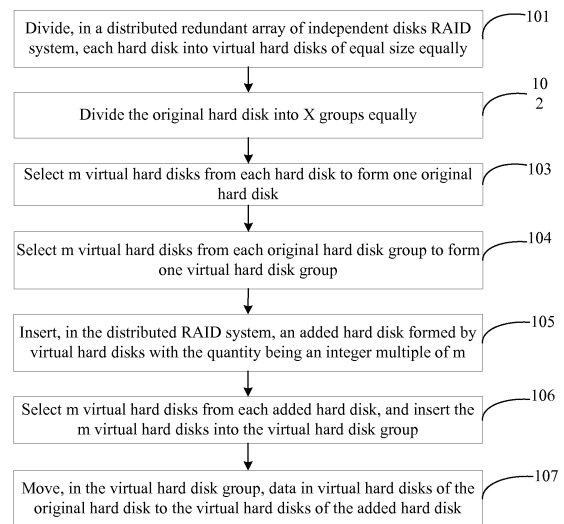 Divide, in a distributed redundant array of independent disks RAID
system, each hard disk into virtual hard disks of equal size equally
101
Divide the original hard disk into X groups equally
10
2
Select m virtual hard disks from each hard disk to form one original
hard disk
103
Select m virtual hard disks from each original hard disk group to form
one virtual hard disk group
104
Insert, in the distributed RAID system, an added hard disk formed by
virtual hard disks with the quantity being an integer multiple of m
105
Select m virtual hard disks from each added hard disk, and insert the
m virtual hard disks into the virtual hard disk group
106
Move, in the virtual hard disk group, data in virtual hard disks of the
original hard disk to the virtual hard disks of the added hard disk
107